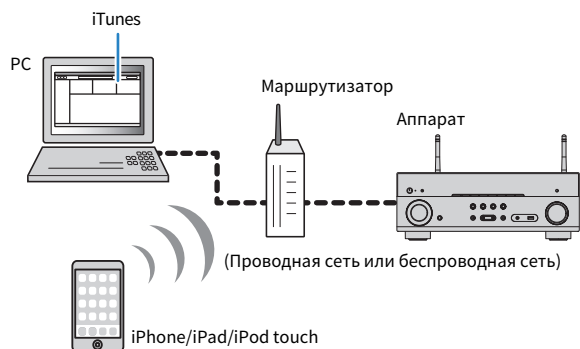 iTunes
PC
Маршрутизатор
Аппарат
(Проводная сеть или беспроводная сеть)
iPhone/iPad/iPod touch